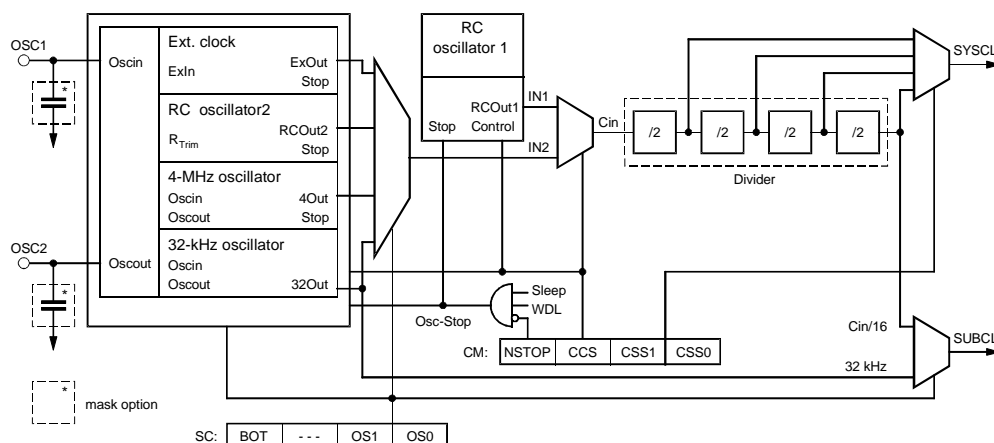 OSC1
*
OSC2
*
*
mask option
Oscin
Oscout
Ext. clock
ExIn
ExOut
Stop
RC oscillator2
RTrim
RCOut2
Stop
4-MHz oscillator
Oscin
4Out
Oscout
Stop
32-kHz oscillator
Oscin
Oscout
32Out
RC
oscillator 1
RCOut1
Stop
Control
IN1
IN2
Cin
/2
/2
/2
/2
Divider
SYSCL
Sleep
WDL
Osc-Stop
CM:
NSTOP
CCS
CSS1
CSS0
Cin/16
32 kHz
SUBCL
SC:
BOT
- - -
OS1
OS0